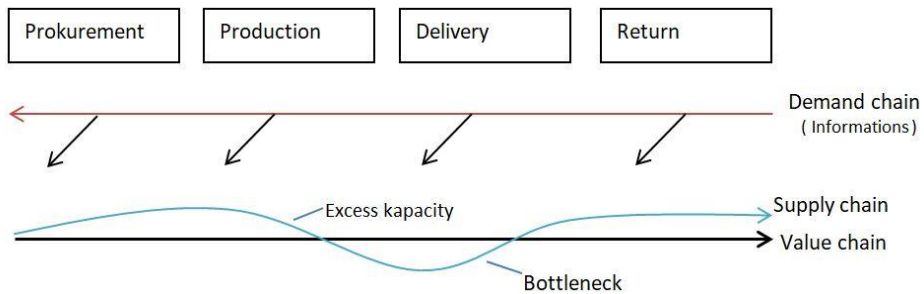 Prokurement
Production
Delivery
Return
Demand chain
( Informations )
Excess kapacity
Supply chain
Value chain
Bottleneck